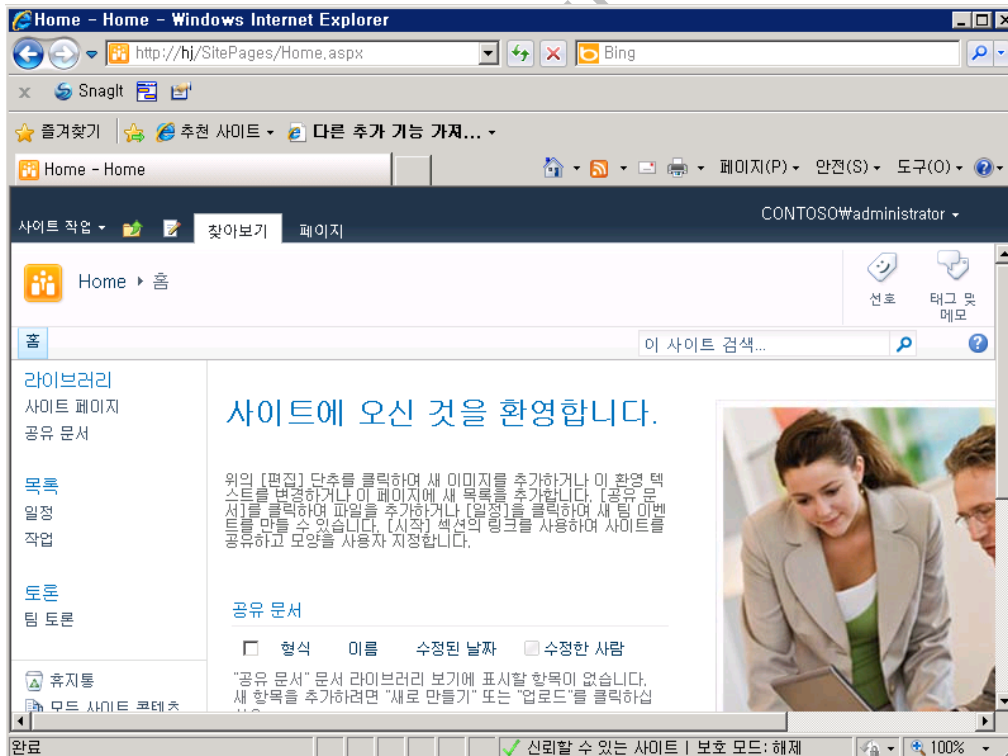 Home - Home - Windows Internet Explorer
http://hj/SitePages/Home.aspx
Bing
x SnagIt
즐겨찾기 추천 사이트 다른 추가 기능 가져...
Home - Home 페이지(P) 안전(S) 도구(O)
CONTOSO₩administrator
사이트 작업 찾아보기 페이지
Home 홈
선호 태그 및
메모
홈 이 사이트 검색...
라이브러리
사이트 페이지
공유 문서
목록
일정
작업
토론
팀 토론
휴지통
모든 사이트 콘텐츠
사이트에 오신 것을 환영합니다.
위의 [편집] 단추를 클릭하여 새 이미지를 추가하거나 이 환영 텍
스트를 변경하거나 이 페이지에 새 목록을 추가합니다. [공유 문
서]를 클릭하여 파일을 추가하거나 [일정]을 클릭하여 새 팀 이벤
트를 만들 수 있습니다. [시작] 섹션의 링크를 사용하여 사이트를
공유하고 모양을 사용자 지정합니다.
공유 문서
형식 이름 수정된 날짜 수정한 사람
"공유 문서" 문서 라이브러리 보기에 표시할 항목이 없습니다.
새 항목을 추가하려면 "새로 만들기" 또는 "업로드"를 클릭하십
완료 신뢰할 수 있는 사이트 | 보호 모드: 해제 100%